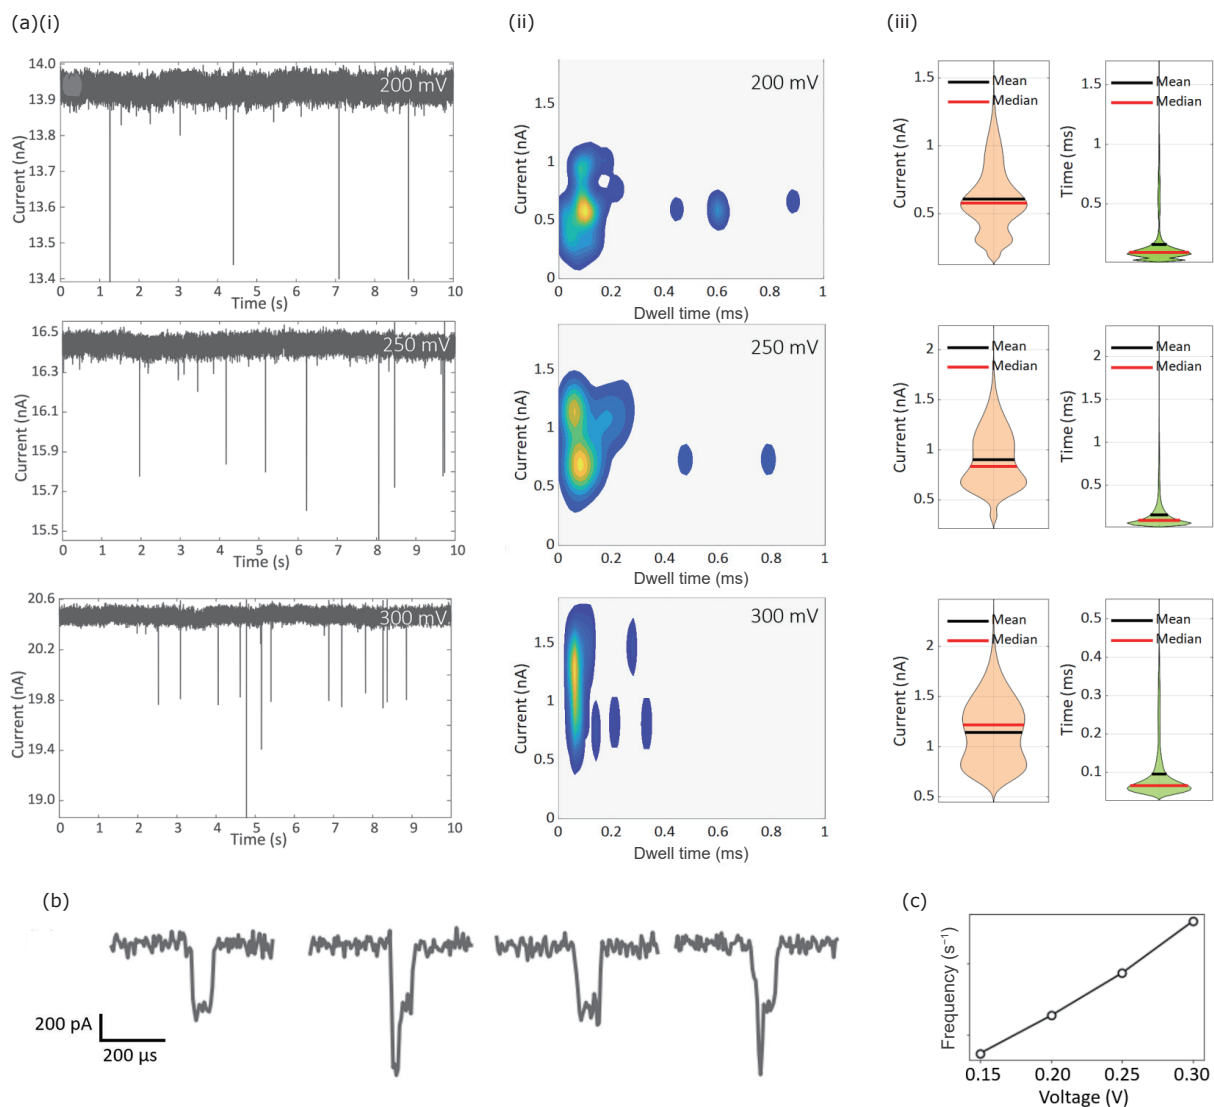 (a)(i)
(ii)
(iii)
14.0
13.9
13.8
13.7
13.6
13.5
13.4
Current (nA)
200 mV
0 1 2 3 4 5 6 7 8 9 10
Time (s)
1.5
1
0.5
0
Current (nA)
200 mV
0 0.2 0.4 0.6 0.8 1
Dwell time (ms)
1.5
1
0.5
Current (nA)
Mean
Median
1.5
1
0.5
Time (ms)
Mean
Median
16.5
16.3
16.1
15.9
15.7
15.5
Current (nA)
250 mV
0 1 2 3 4 5 6 7 8 9 10
Time (s)
1.5
1
0.5
0
Current (nA)
250 mV
0 0.2 0.4 0.6 0.8 1
Dwell time (ms)
2
1.5
1
0.5
Current (nA)
Mean
Median
2
1.5
1
0.5
Time (ms)
Mean
Median
20.6
20.2
19.8
19.4
19.0
Current (nA)
300 mV
0 1 2 3 4 5 6 7 8 9 10
Time (s)
1.5
1
0.5
0
Current (nA)
300 mV
0 0.2 0.4 0.6 0.8 1
Dwell time (ms)
2
1.5
1
0.5
Current (nA)
Mean
Median
0.5
0.4
0.3
0.2
0.1
Time (ms)
Mean
Median
(b)
200 pA
200 μs
(c)
Frequency (s⁻¹)
0.15 0.20 0.25 0.30
Voltage (V)